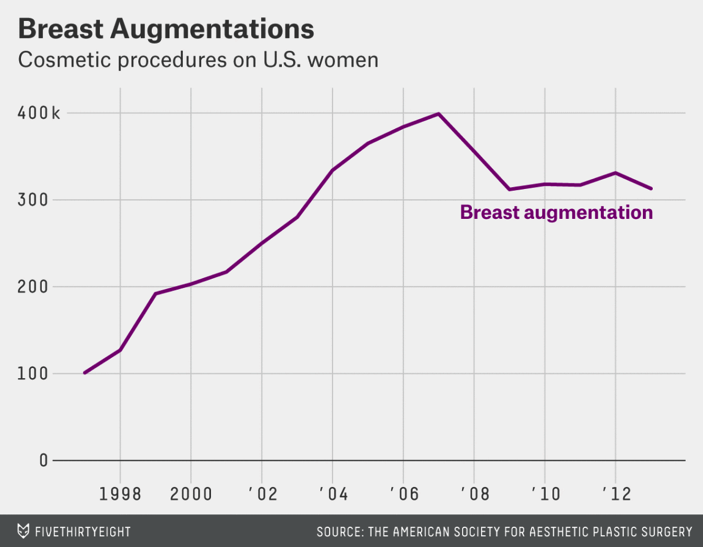 Breast Augmentations
Cosmetic procedures on U.S. women
400k
300
200
100
0
Breast augmentation
1998 2000 '02 '04 '06 '08 '10 '12
FIVETHIRTYEIGHT SOURCE: THE AMERICAN SOCIETY FOR AESTHETIC PLASTIC SURGERY